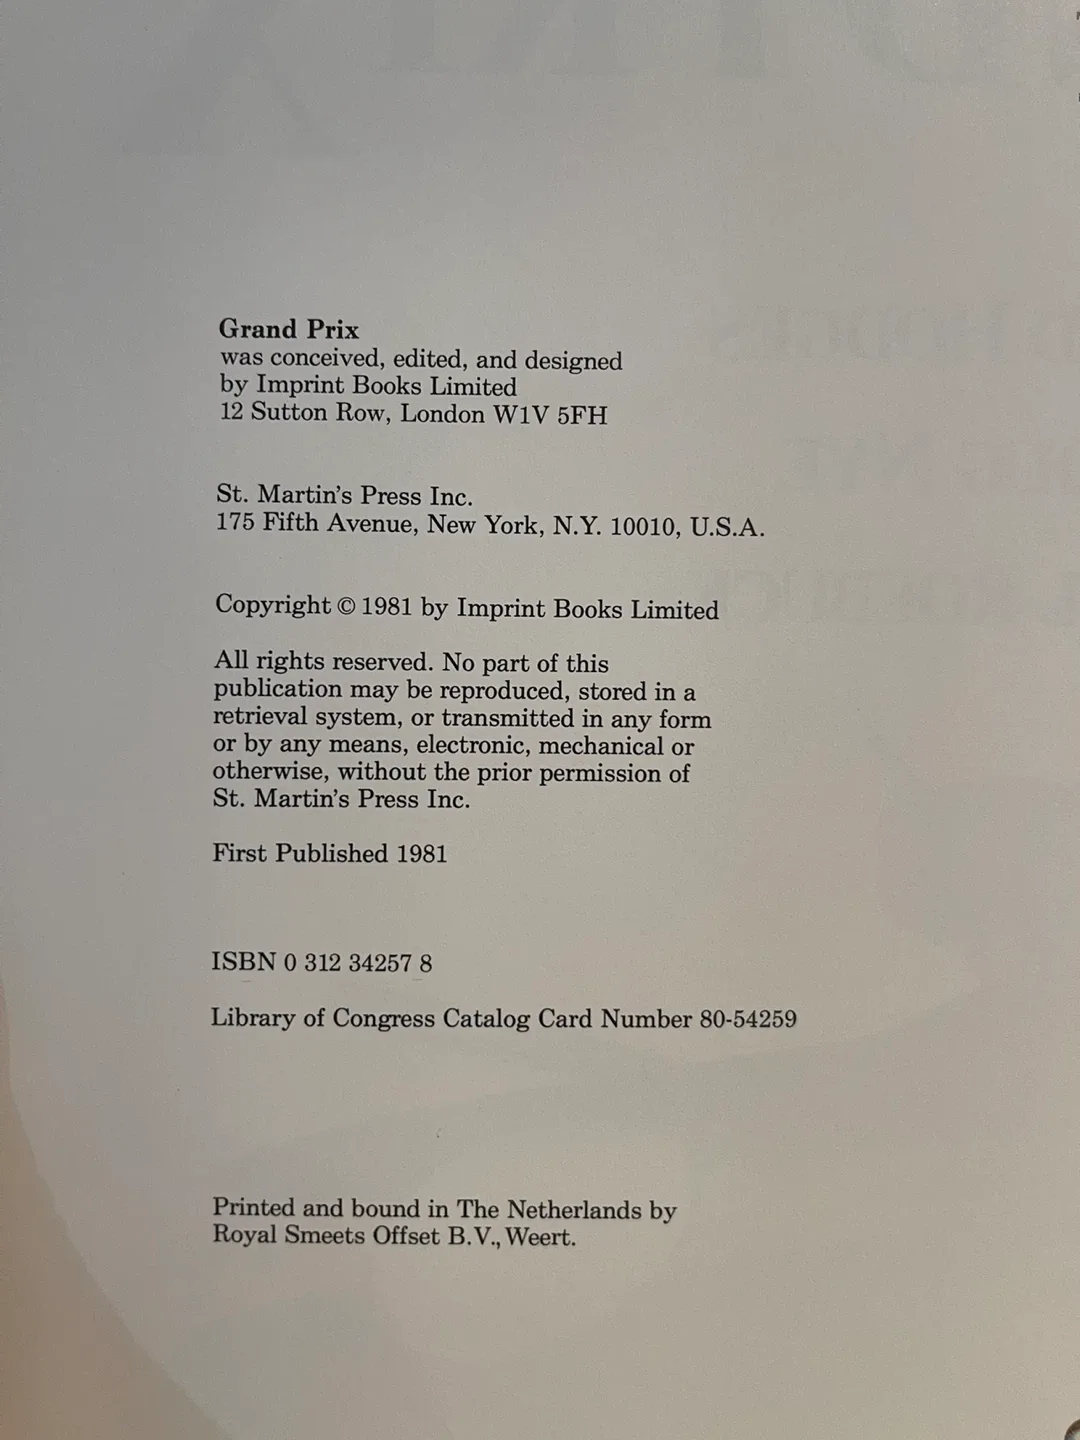 Grand Prix
was conceived, edited, and designed
by Imprint Books Limited
12 Sutton Row, London W1V 5FH
St. Martin's Press Inc.
175 Fifth Avenue, New York, N.Y. 10010, U.S.A.
Copyright © 1981 by Imprint Books Limited
All rights reserved. No part of this
publication may be reproduced, stored in a
retrieval system, or transmitted in any form
or by any means, electronic, mechanical or
otherwise, without the prior permission of
St. Martin's Press Inc.
First Published 1981
ISBN 0 312 34257 8
Library of Congress Catalog Card Number 80-54259
Printed and bound in The Netherlands by
Royal Smeets Offset B.V., Weert.